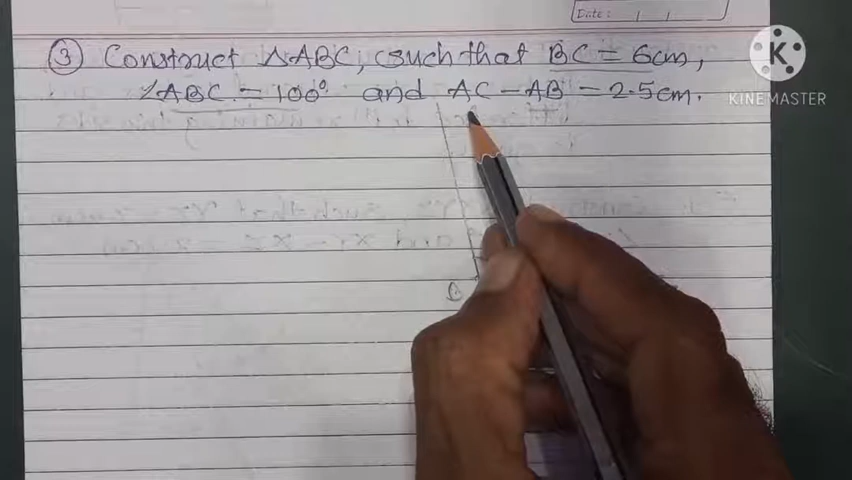 Date:
③ Construct △ABC, such that BC = 6cm,
∠ABC = 100° and AC - AB = 2.5cm.
B
K
KINEMASTER